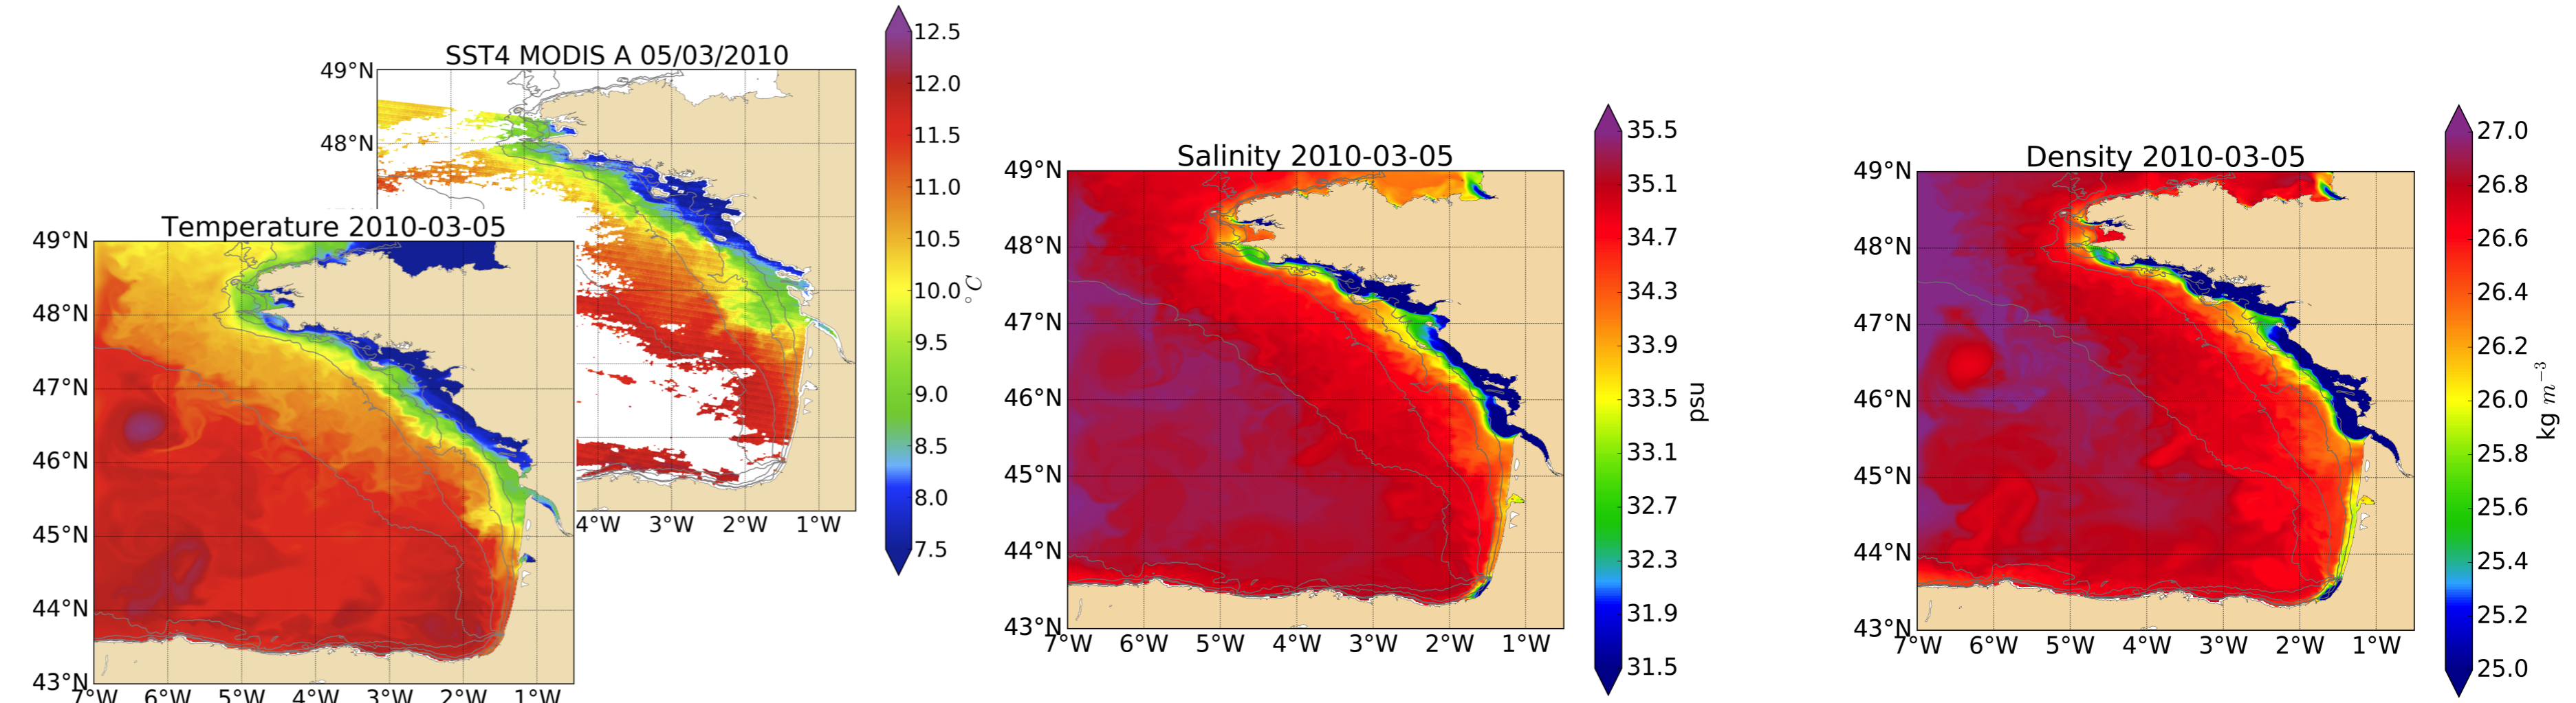 SST4 MODIS A 05/03/2010
49°N
48°N
4°W 3°W 2°W 1°W
Temperature 2010-03-05
49°N
48°N
47°N
46°N
45°N
44°N
43°N
7°W 6°W 5°W 4°W 3°W 2°W 1°W
12.5
12.0
11.5
11.0
10.5
10.0
9.5
9.0
8.5
8.0
7.5
°C
Salinity 2010-03-05
49°N
48°N
47°N
46°N
45°N
44°N
43°N
7°W 6°W 5°W 4°W 3°W 2°W 1°W
35.5
35.1
34.7
34.3
33.9
33.5
33.1
32.7
32.3
31.9
31.5
psu
Density 2010-03-05
49°N
48°N
47°N
46°N
45°N
44°N
43°N
7°W 6°W 5°W 4°W 3°W 2°W 1°W
27.0
26.8
26.6
26.4
26.2
26.0
25.8
25.6
25.4
25.2
25.0
kg m⁻³